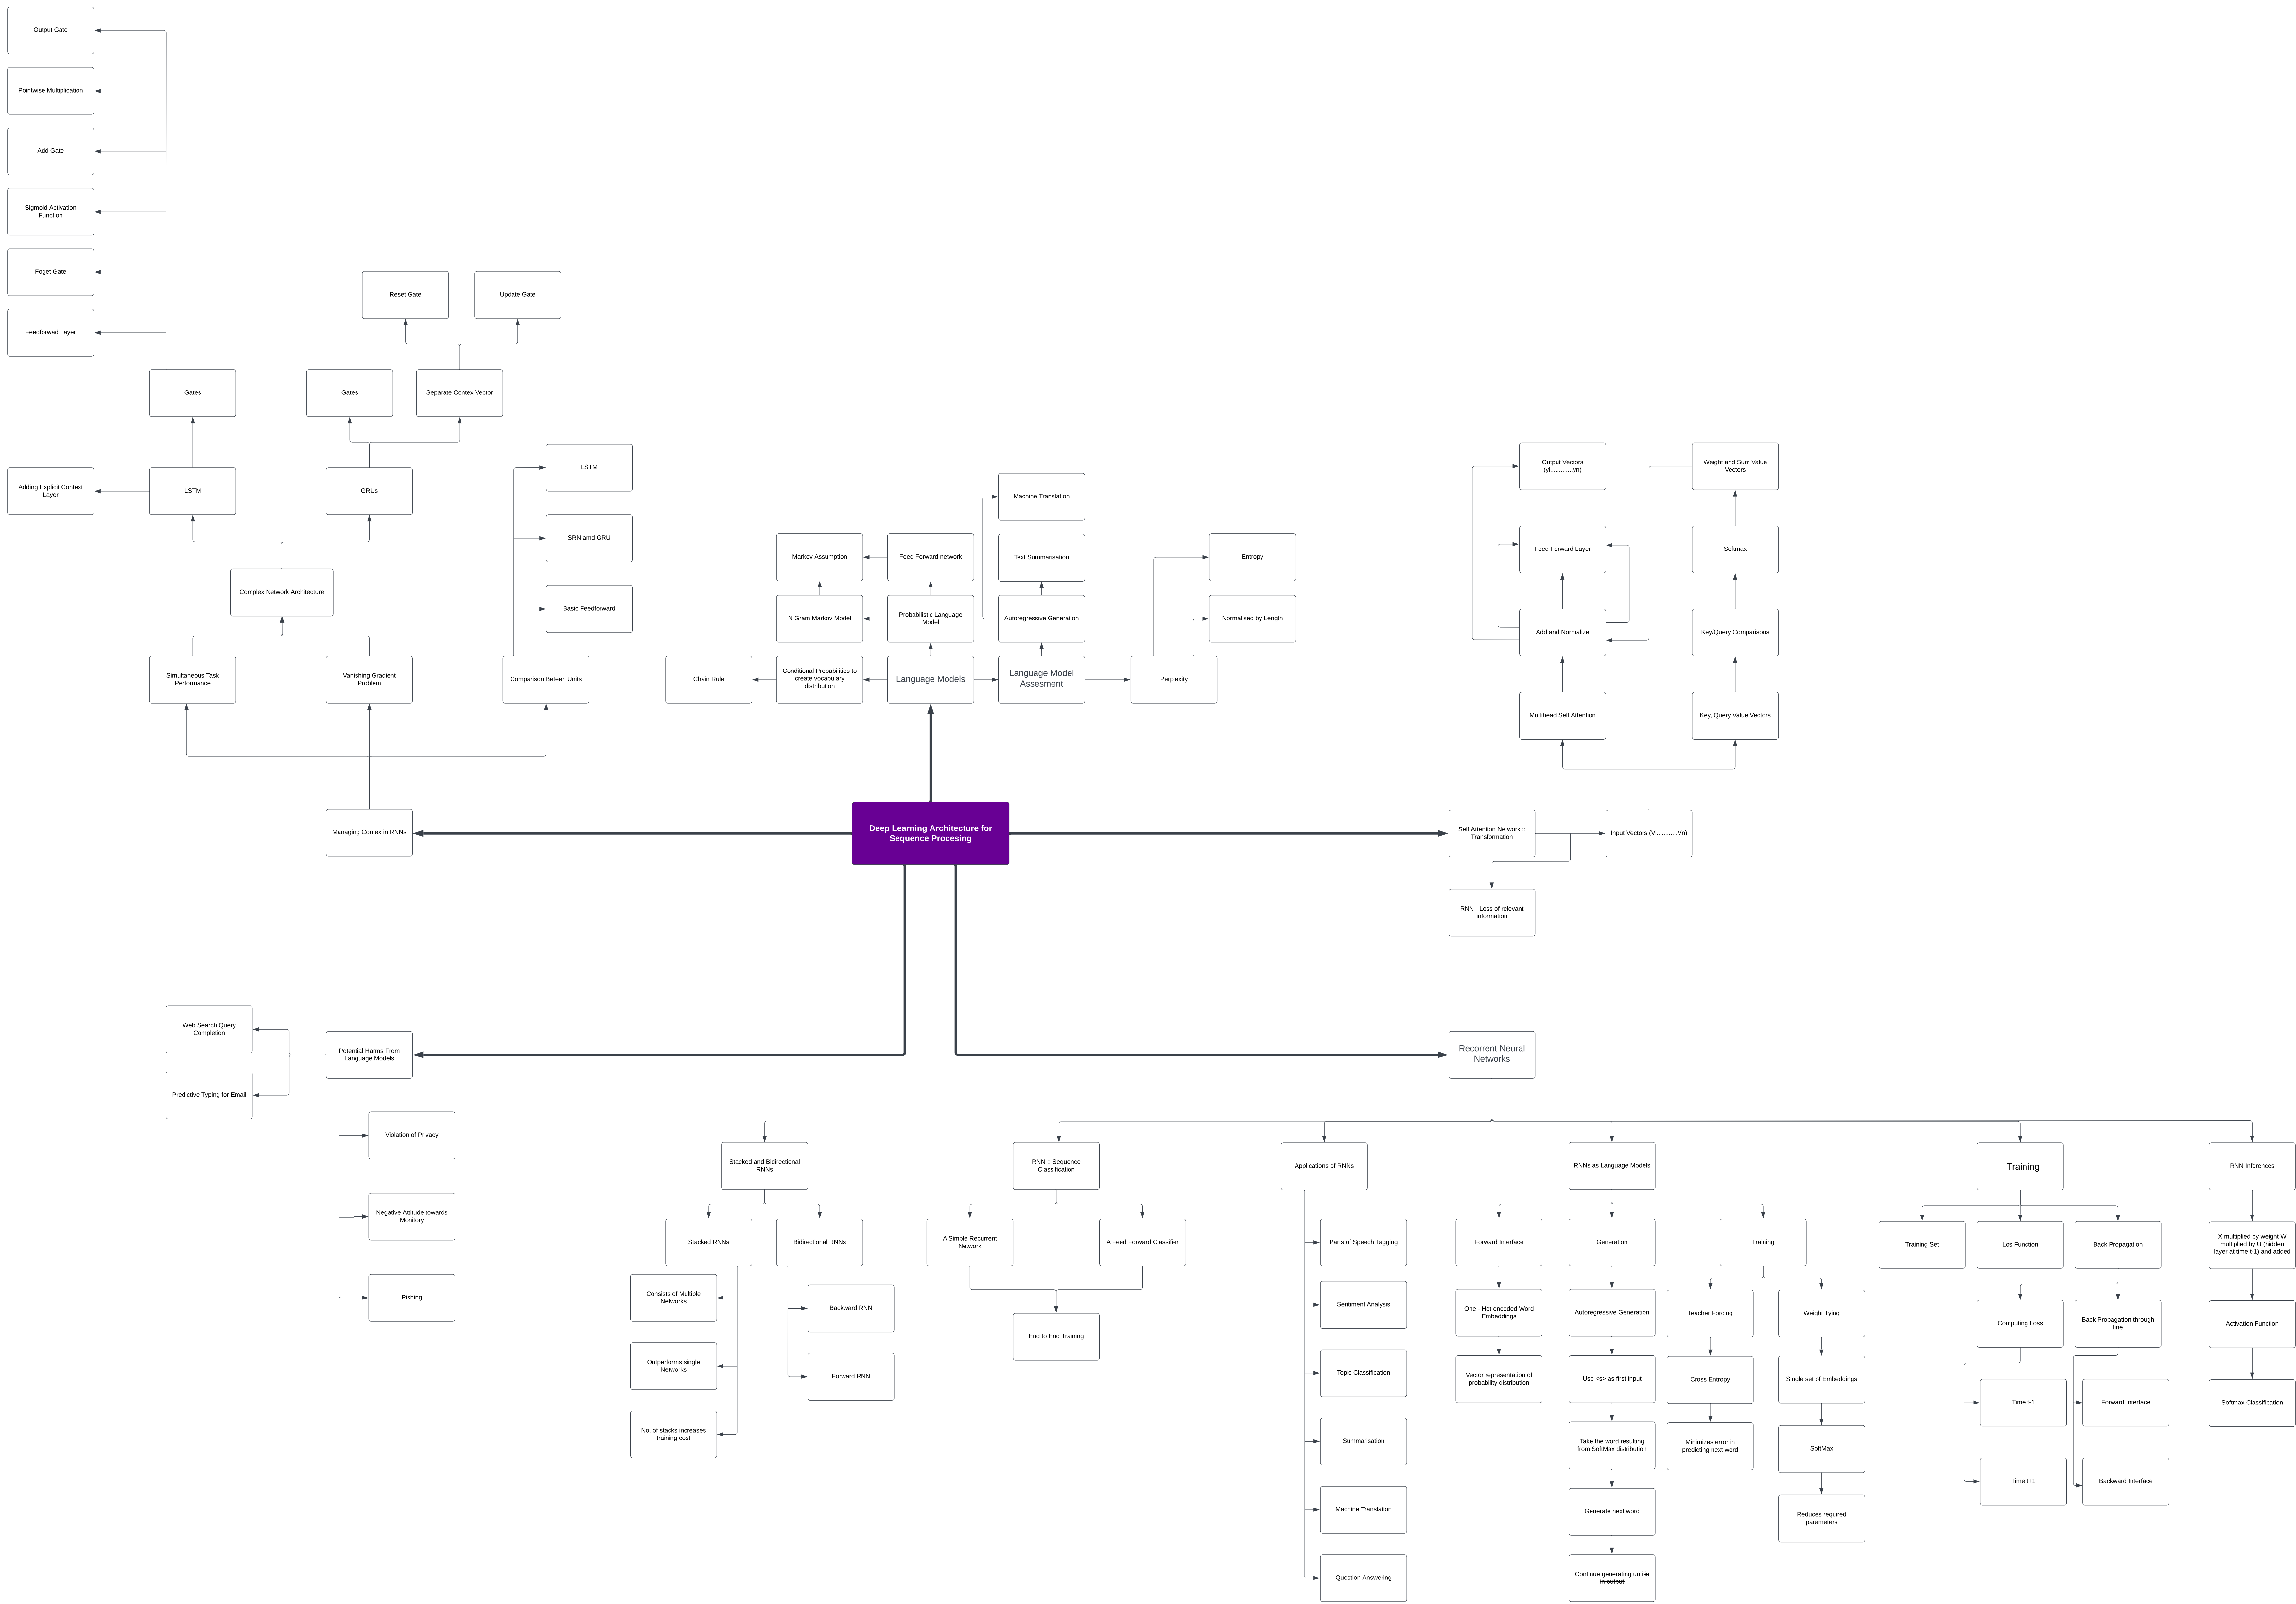 Output Gate
Pointwise Multiplication
Add Gate
Sigmoid Activation
Function
Foget Gate
Feedforwad Layer
Reset Gate
Update Gate
Gates
Gates
Separate Contex Vector
Adding Explicit Context
Layer
LSTM
GRUs
LSTM
SRN amd GRU
Basic Feedforward
Complex Network Architecture
Simultaneous Task
Performance
Vanishing Gradient
Problem
Comparison Beteen Units
Managing Contex in RNNs
Machine Translation
Markov Assumption
Feed Forward network
Text Summarisation
Entropy
N Gram Markov Model
Probabilistic Language
Model
Autoregressive Generation
Normalised by Length
Chain Rule
Conditional Probabilities to
create vocabulary
distribution
Language Models
Language Model
Assesment
Perplexity
Output Vectors
(yi.............yn)
Weight and Sum Value
Vectors
Feed Forward Layer
Softmax
Add and Normalize
Key/Query Comparisons
Multihead Self Attention
Key, Query Value Vectors
Deep Learning Architecture for
Sequence Procesing
Self Attention Network ::
Transformation
Input Vectors (Vi............Vn)
RNN - Loss of relevant
information
Web Search Query
Completion
Potential Harms From
Language Models
Predictive Typing for Email
Violation of Privacy
Negative Attitude towards
Monitory
Pishing
Recorrent Neural
Networks
Stacked and Bidirectional
RNNs
RNN :: Sequence
Classification
Applications of RNNs
RNNs as Language Models
Training
RNN Inferences
Stacked RNNs
Bidirectional RNNs
Consists of Multiple
Networks
Outperforms single
Networks
No. of stacks increases
training cost
Backward RNN
Forward RNN
A Simple Recurrent
Network
A Feed Forward Classifier
End to End Training
Parts of Speech Tagging
Sentiment Analysis
Topic Classification
Summarisation
Machine Translation
Question Answering
Forward Interface
Generation
Training
One - Hot encoded Word
Embeddings
Vector representation of
probability distribution
Autoregressive Generation
Use <s> as first input
Take the word resulting
from SoftMax distribution
Generate next word
Continue generating untilis
in output
Teacher Forcing
Weight Tying
Cross Entropy
Minimizes error in
predicting next word
Single set of Embeddings
SoftMax
Reduces required
parameters
Training Set
Los Function
Back Propagation
Computing Loss
Back Propagation through
line
Time t-1
Time t+1
Forward Interface
Backward Interface
X multiplied by weight W
multiplied by U (hidden
layer at time t-1) and added
Activation Function
Softmax Classification